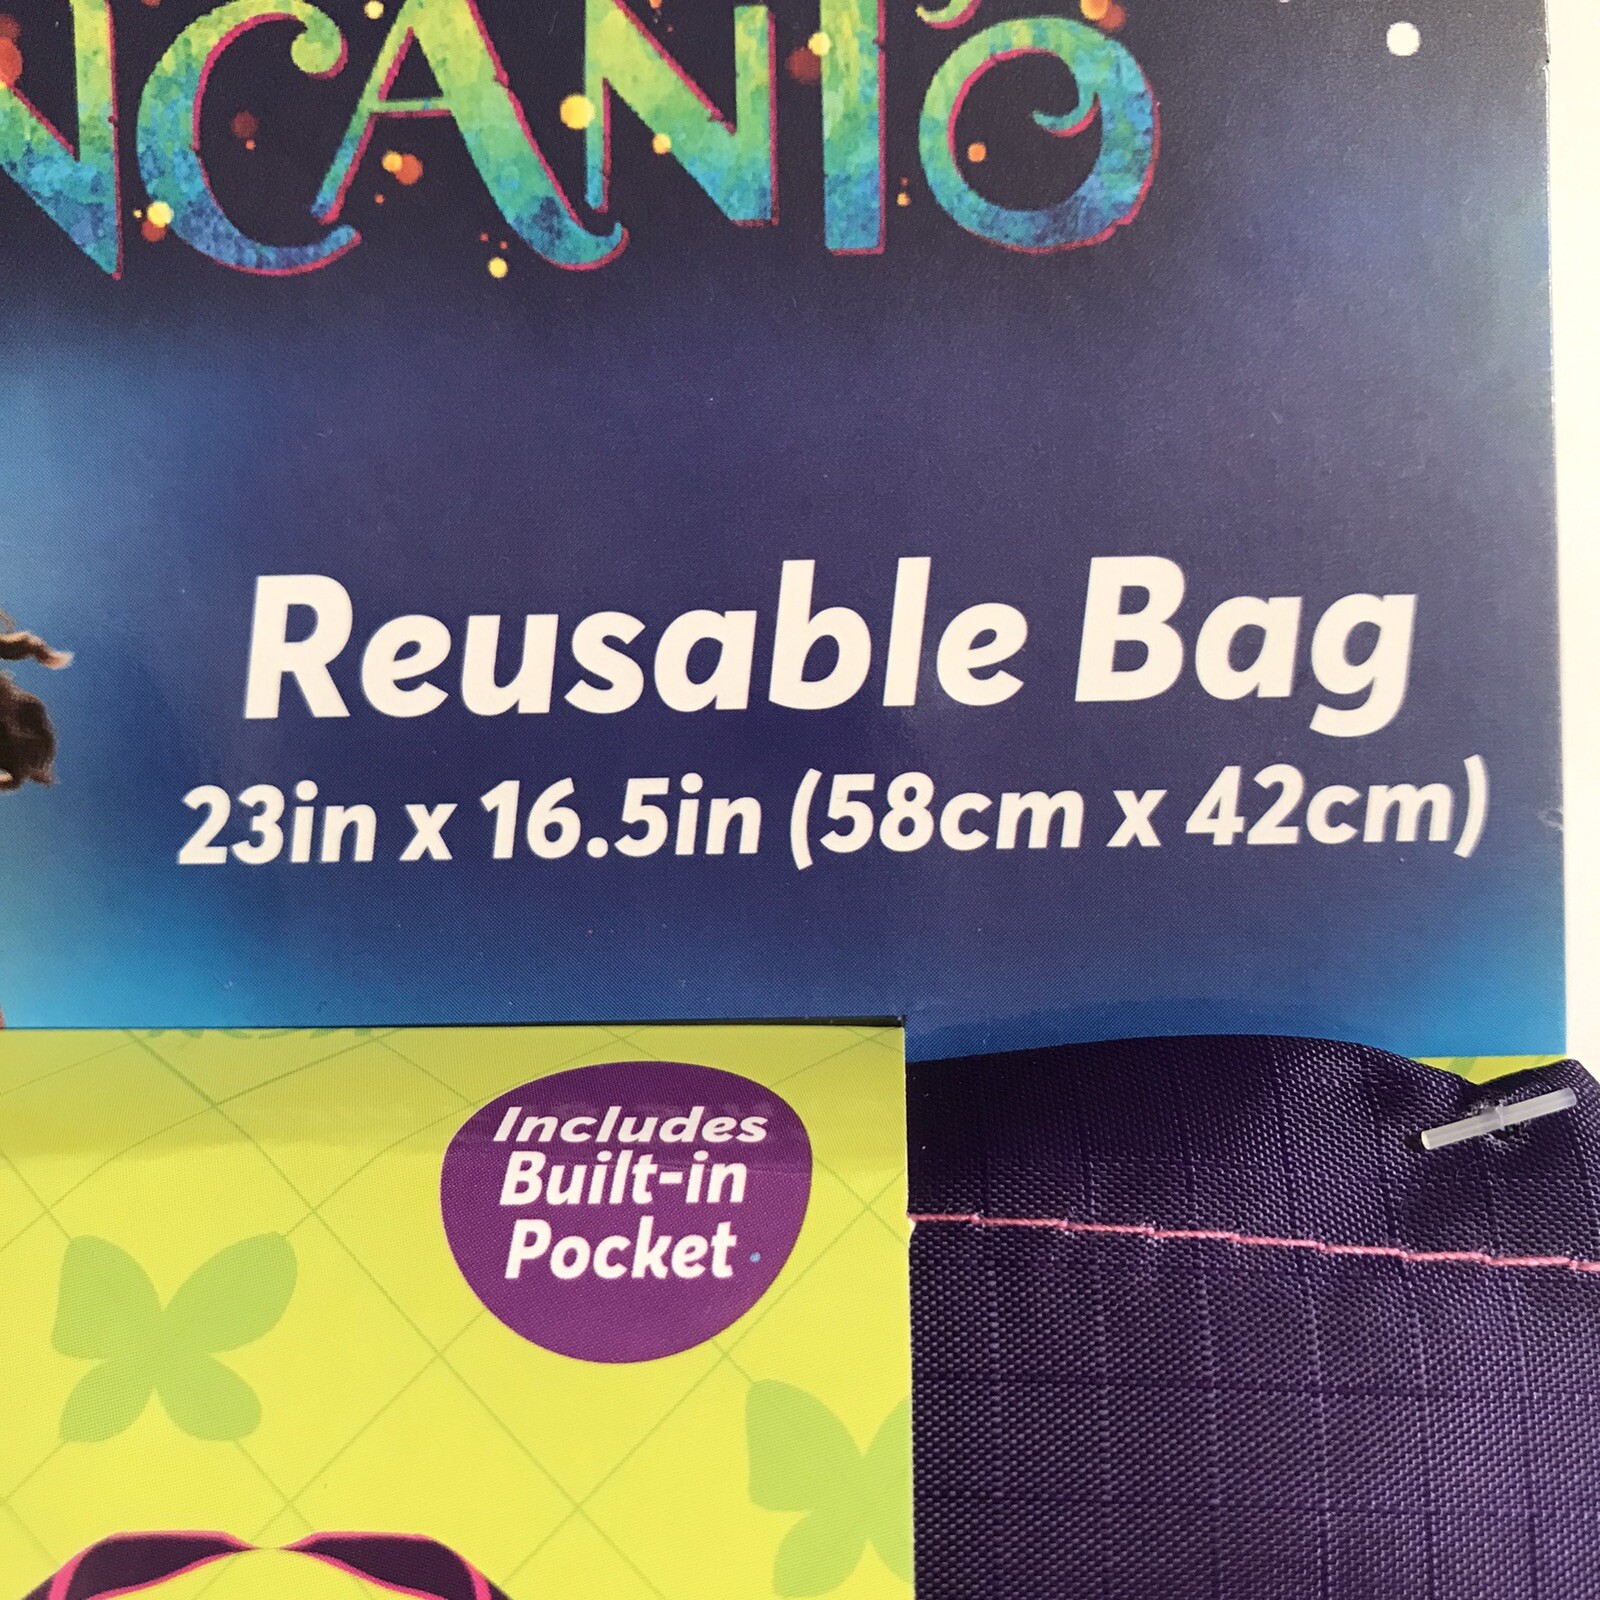 NCANTO
Reusable Bag
23in x 16.5in (58cm x 42cm)
Includes
Built-in
Pocket